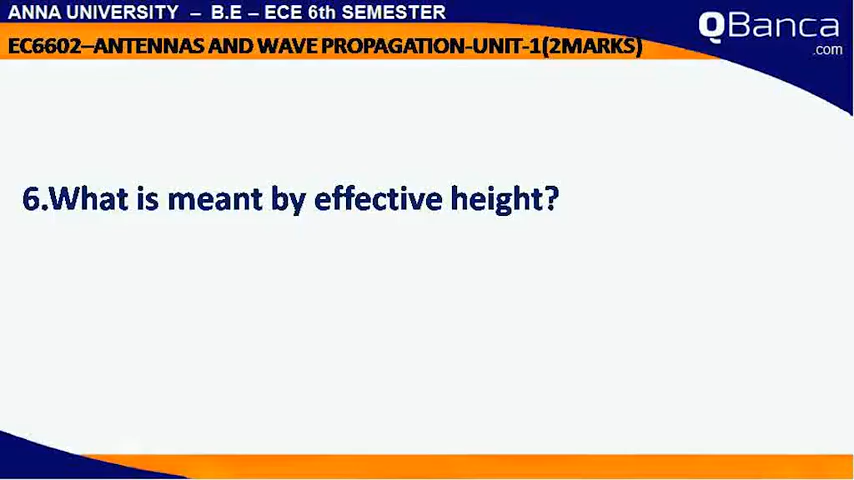 ANNA UNIVERSITY – B.E – ECE 6th SEMESTER
QBanca
.com
EC6602–ANTENNAS AND WAVE PROPAGATION-UNIT-1(2MARKS)
6.What is meant by effective height?